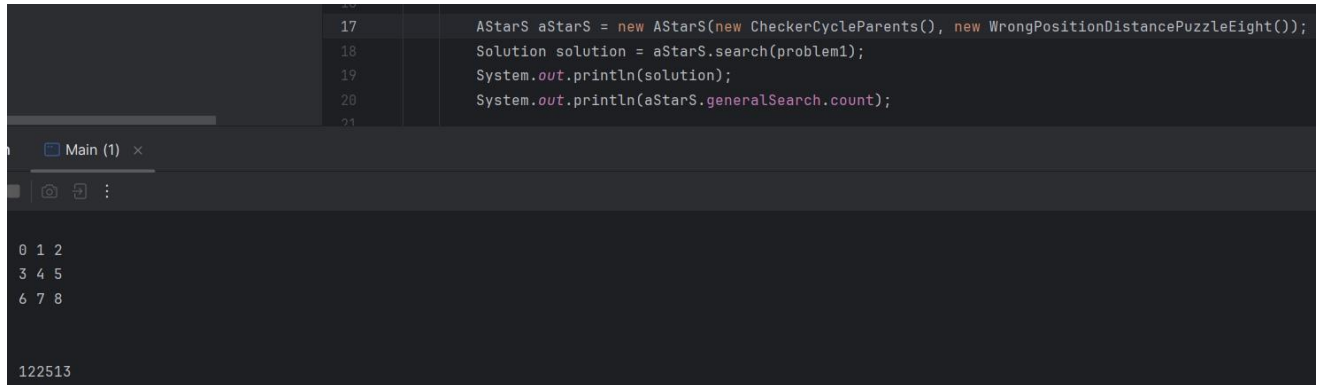 17 AStarS aStarS = new AStarS(new CheckerCycleParents(), new WrongPositionDistancePuzzleEight());
18 Solution solution = aStarS.search(problem1);
19 System.out.println(solution);
20 System.out.println(aStarS.generalSearch.count);
21
Main (1) ×
0 1 2
3 4 5
6 7 8
122513